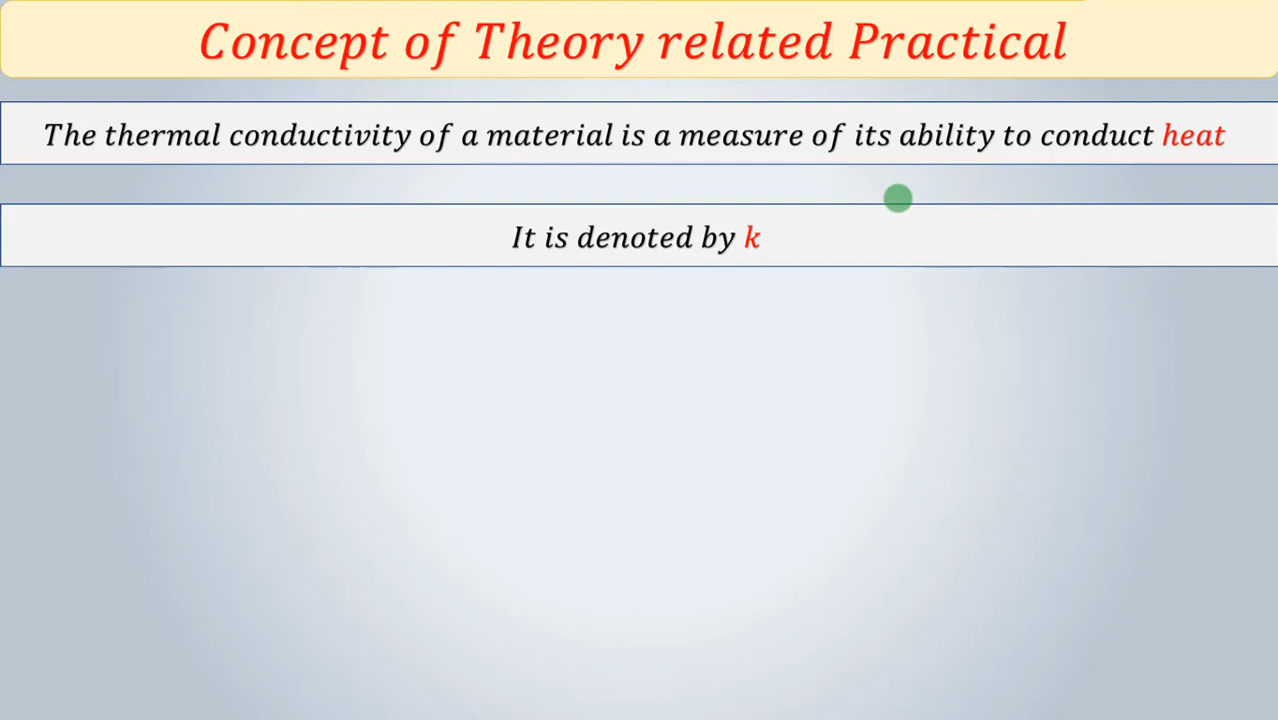 Concept of Theory related Practical
The thermal conductivity of a material is a measure of its ability to conduct heat
It is denoted by k